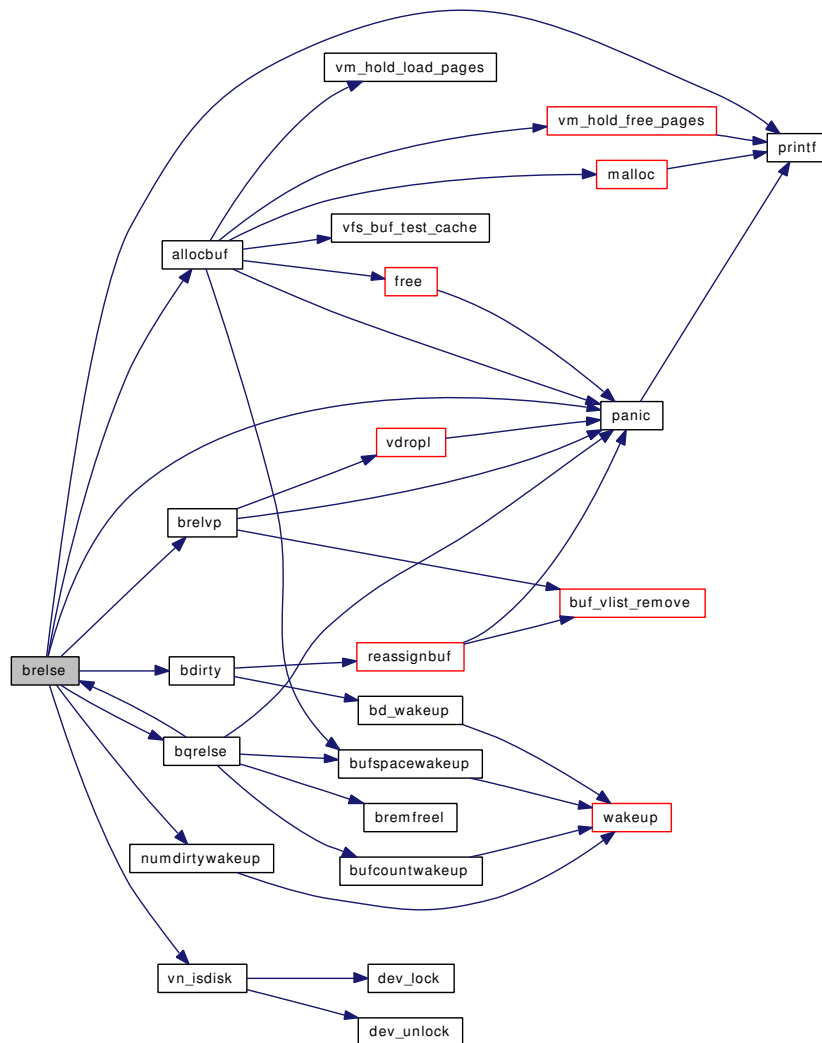 vm_hold_load_pages
vm_hold_free_pages
printf
malloc
vfs_buf_test_cache
allocbuf
free
panic
vdropl
brelvp
buf_vlist_remove
reassignbuf
brelse
bdirty
bd_wakeup
bqrelse
bufspacewakeup
bremfreel
wakeup
numdirtywakeup
bufcountwakeup
vn_isdisk
dev_lock
dev_unlock